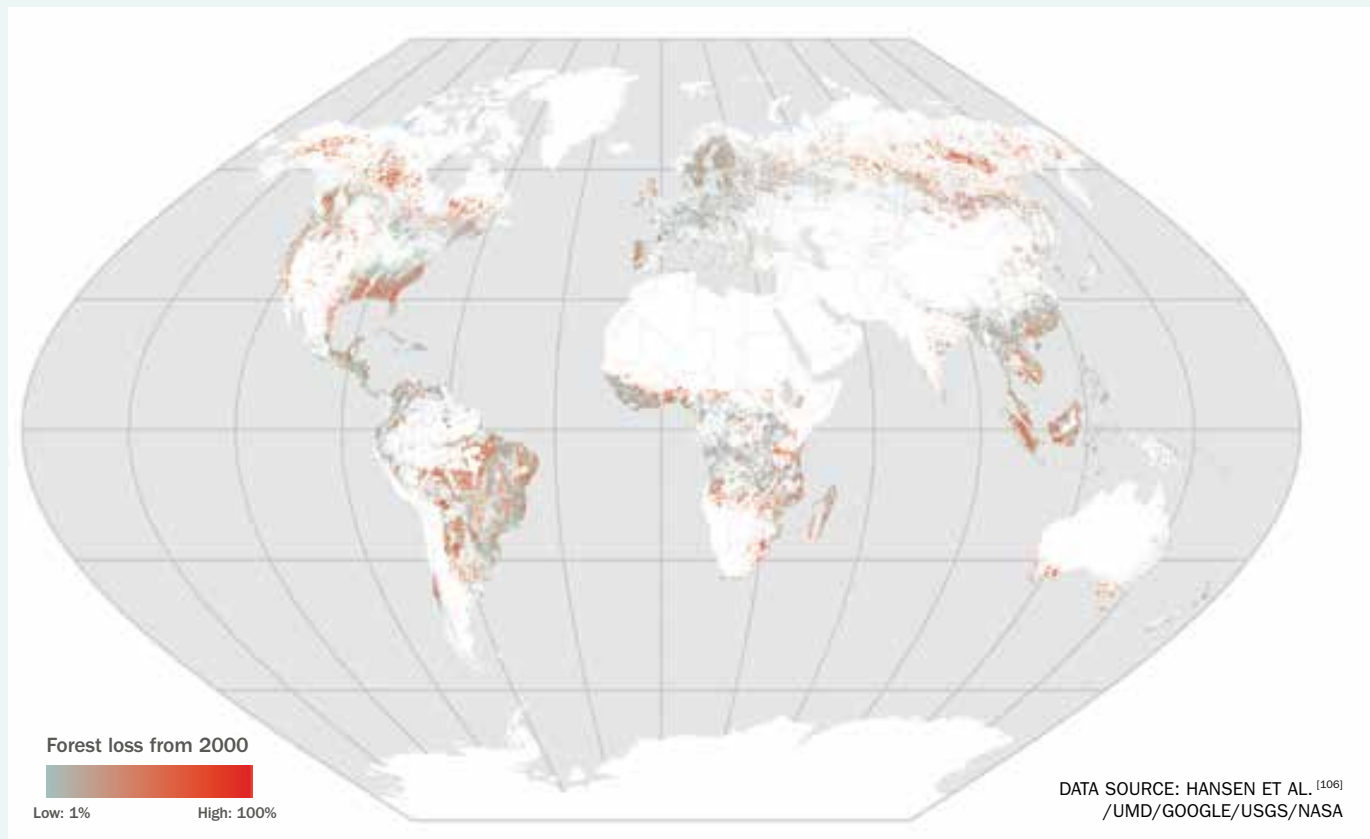 Forest loss from 2000
Low: 1%
High: 100%
DATA SOURCE: HANSEN ET AL. [106]
/UMD/GOOGLE/USGS/NASA